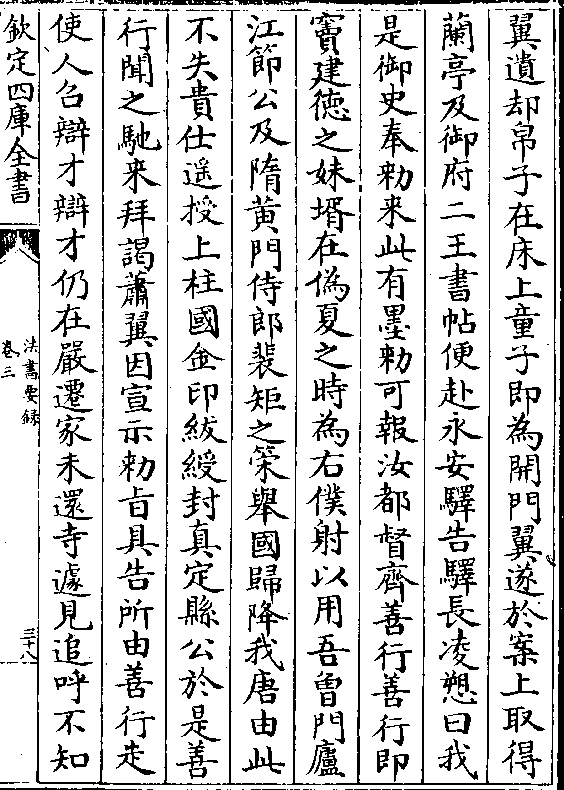 翼遺却帛子在床上童子即為開門翼遂於案上取得
蘭亭及御府二王書帖便赴永安驛告驛長凌愬曰我
是御史奉勅來此有墨勅可報汝都督齊善行善行即
竇建徳之妹壻在偽夏之時為右僕射以用吾曽門廬
江節公及隋黄門侍郎裴矩之䇿舉國歸降我唐由此
不失貴仕遥授上柱國金印紱綬封真定縣公於是善
行聞之馳来拜謁蕭翼因宣示勅㫖具告所由善行走
使人召辯才辯才仍在嚴遷家未還寺遽見追呼不知
欽定四庫全書
法書要録
卷三
三十八